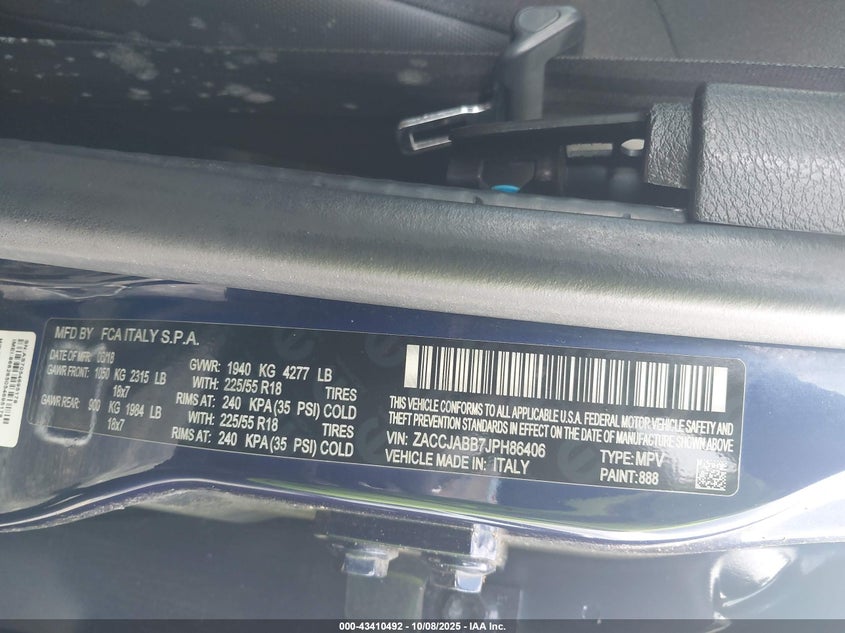 MFD BY FCA ITALY S.P.A.
DATE OF MFR: 06/18
GVWR: 1940 KG 4277 LB
GAWR FRONT: 1050 KG 2315 LB
WITH: 225/55 R18 TIRES
18x7
RIMS AT: 240 KPA (35 PSI) COLD
GAWR REAR: 900 KG 1984 LB
WITH: 225/55 R18 TIRES
18x7
RIMS AT: 240 KPA (35 PSI) COLD
THIS VEHICLE CONFORMS TO ALL APPLICABLE U.S.A. FEDERAL MOTOR VEHICLE SAFETY AND
THEFT PREVENTION STANDARDS IN EFFECT ON THE DATE OF MANUFACTURE SHOWN ABOVE.
VIN: ZACCJABB7JPH86406 TYPE: MPV
VEHICLE MADE IN: ITALY PAINT: 888
000-43410492 - 10/08/2025 - IAA Inc.